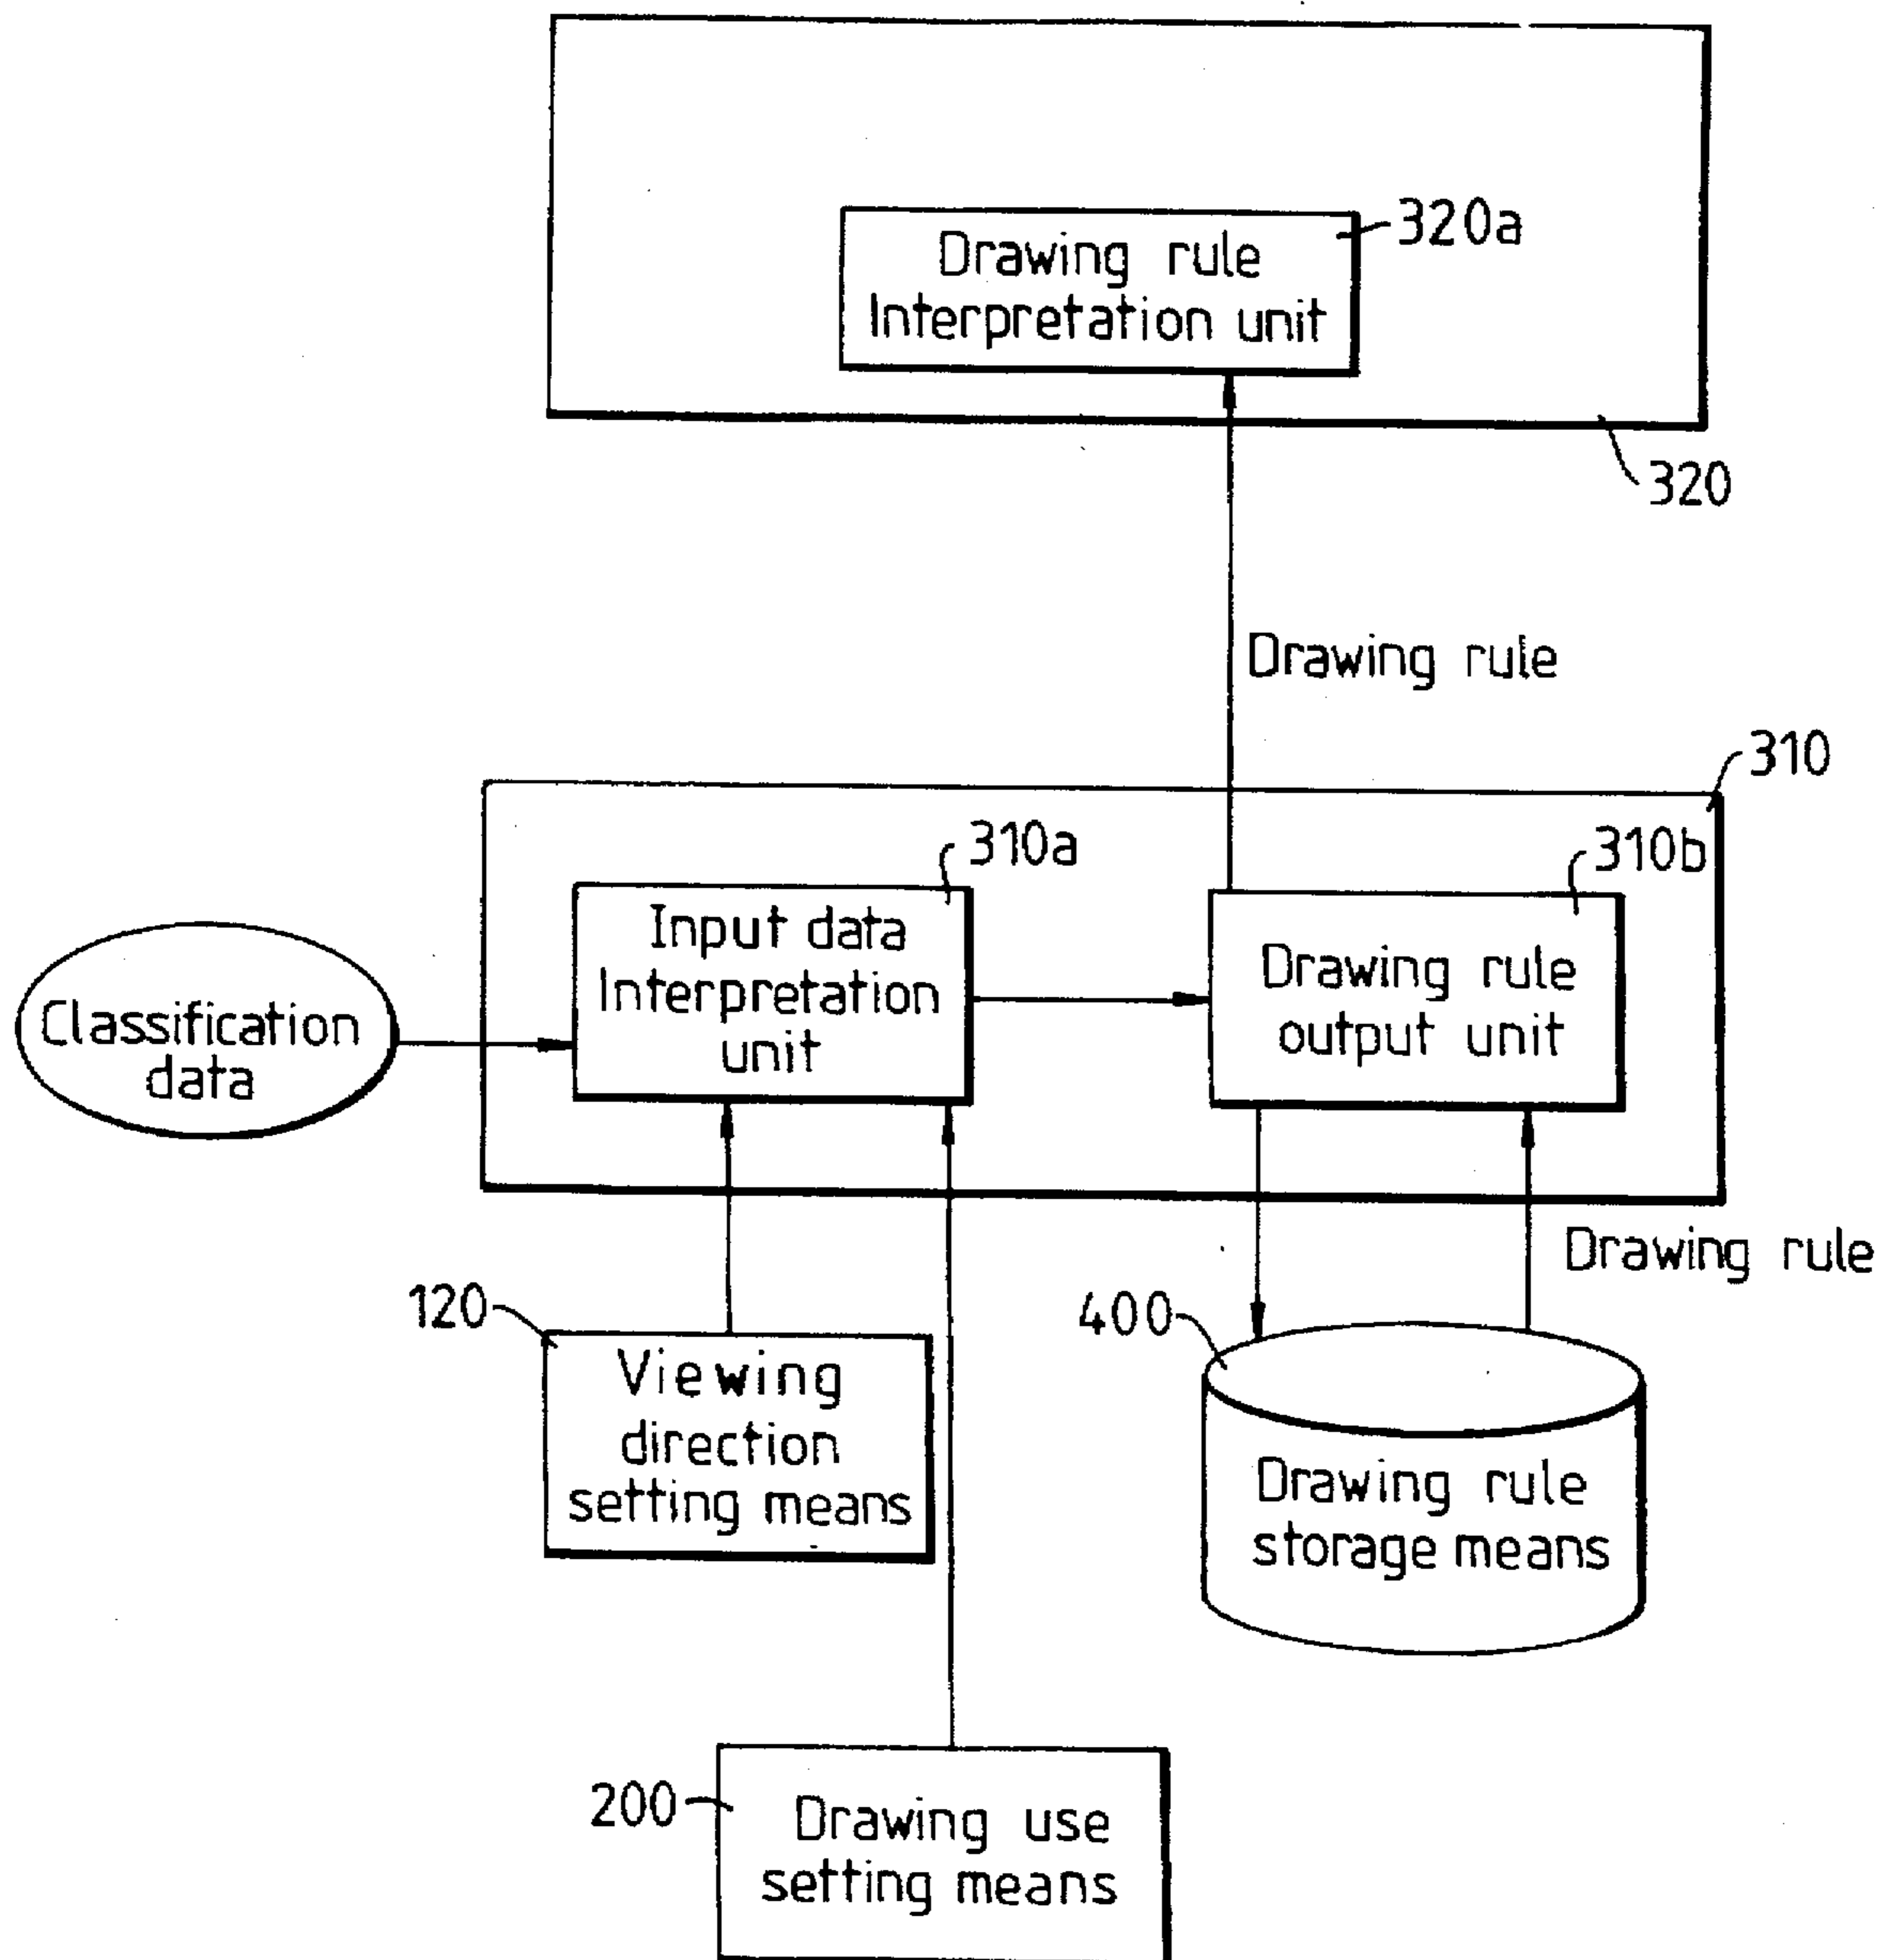 320a
Drawing rule
Interpretation unit
320
Drawing rule
310
310a
310b
Input data
Interpretation
unit
Drawing rule
output unit
Classification
data
Drawing rule
120
400
Viewing
direction
setting means
Drawing rule
storage means
200
Drawing use
setting means